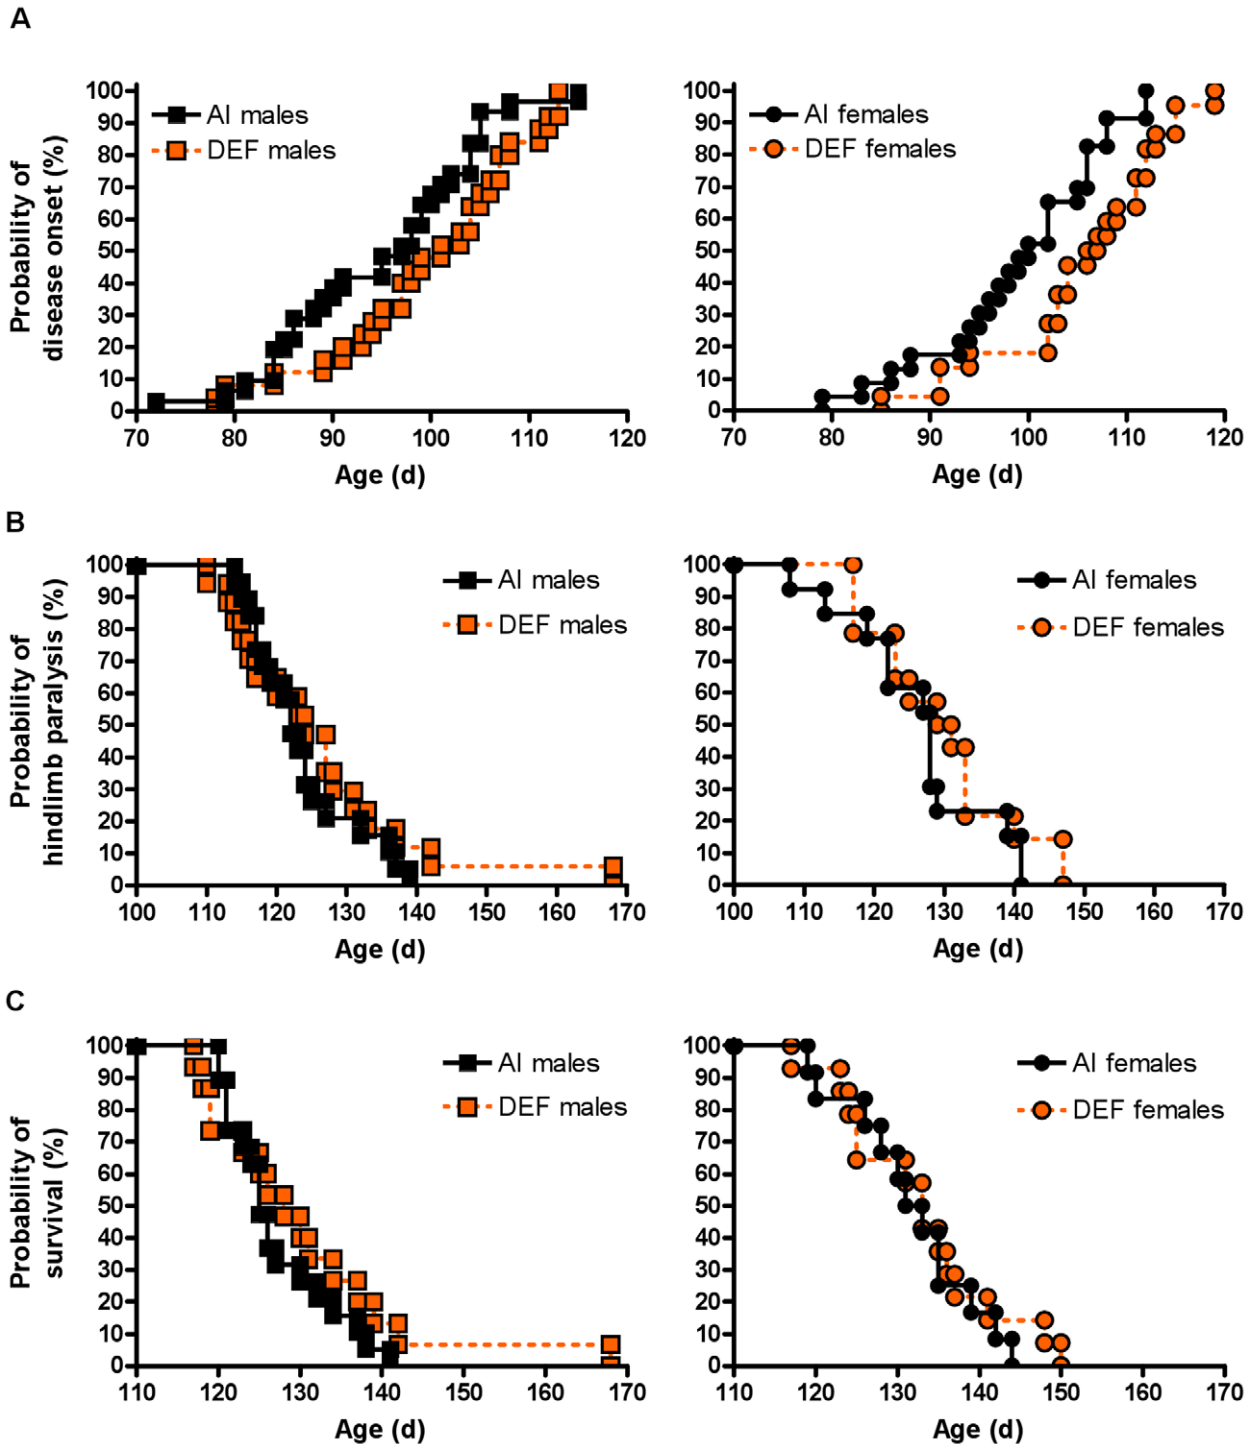 A
Probability of
disease onset (%)
100
90
80
70
60
50
40
30
20
10
0
AI males
DEF males
70 80 90 100 110 120
Age (d)
100
90
80
70
60
50
40
30
20
10
0
AI females
DEF females
70 80 90 100 110 120
Age (d)
B
Probability of
hindlimb paralysis (%)
100
90
80
70
60
50
40
30
20
10
0
AI males
DEF males
100 110 120 130 140 150 160 170
Age (d)
100
90
80
70
60
50
40
30
20
10
0
AI females
DEF females
100 110 120 130 140 150 160 170
Age (d)
C
Probability of
survival (%)
100
90
80
70
60
50
40
30
20
10
0
AI males
DEF males
110 120 130 140 150 160 170
Age (d)
100
90
80
70
60
50
40
30
20
10
0
AI females
DEF females
110 120 130 140 150 160 170
Age (d)